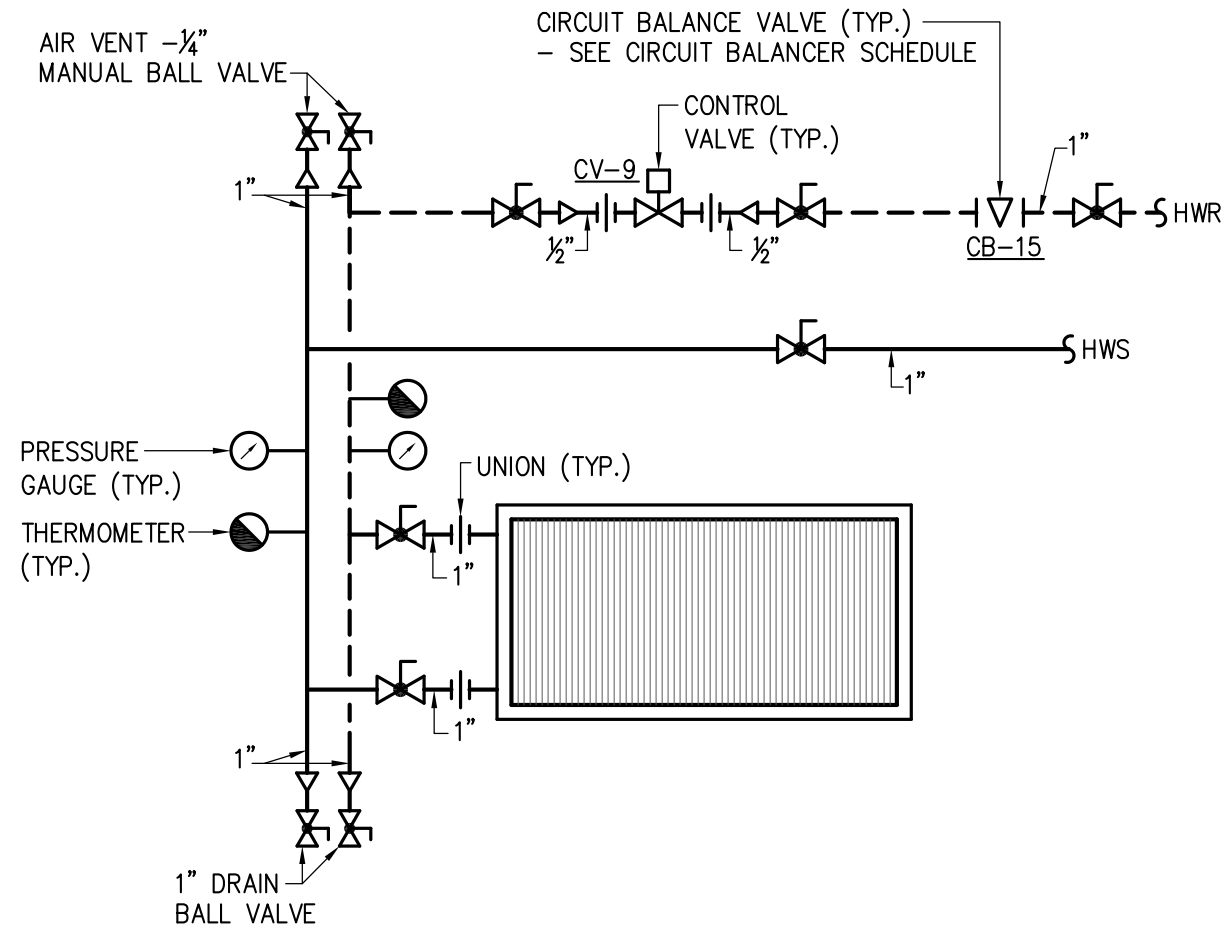 CIRCUIT BALANCE VALVE (TYP.)
– SEE CIRCUIT BALANCER SCHEDULE
AIR VENT –¼"
MANUAL BALL VALVE
CONTROL
VALVE (TYP.)
CV–9
1"
1"
HWR
½"
½"
CB–15
HWS
1"
PRESSURE
GAUGE (TYP.)
UNION (TYP.)
THERMOMETER
(TYP.)
1"
1"
1"
1" DRAIN
BALL VALVE